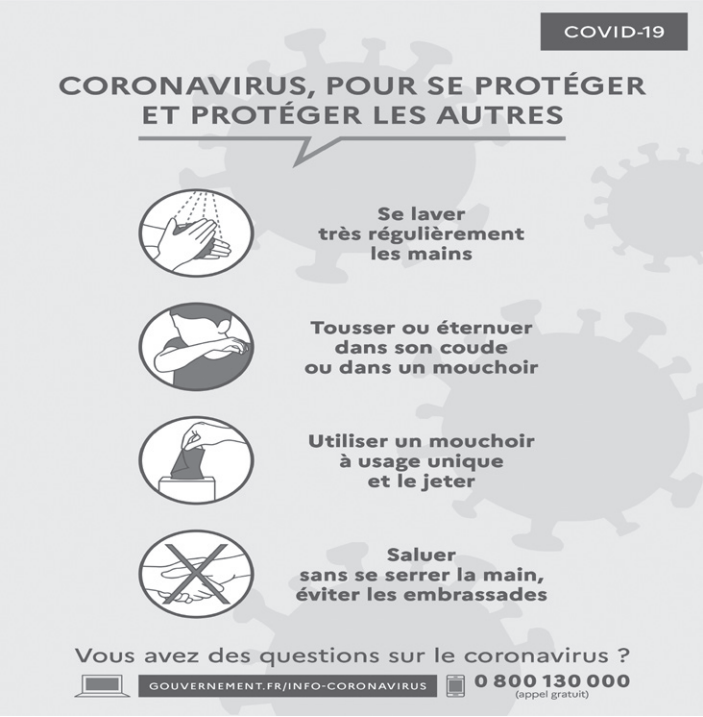 COVID-19
CORONAVIRUS, POUR SE PROTÉGER
ET PROTÉGER LES AUTRES
Se laver
très régulièrement
les mains
Tousser ou éternuer
dans son coude
ou dans un mouchoir
Utiliser un mouchoir
à usage unique
et le jeter
Saluer
sans se serrer la main,
éviter les embrassades
Vous avez des questions sur le coronavirus ?
GOUVERNEMENT.FR/INFO-CORONAVIRUS
0 800 130 000
(appel gratuit)